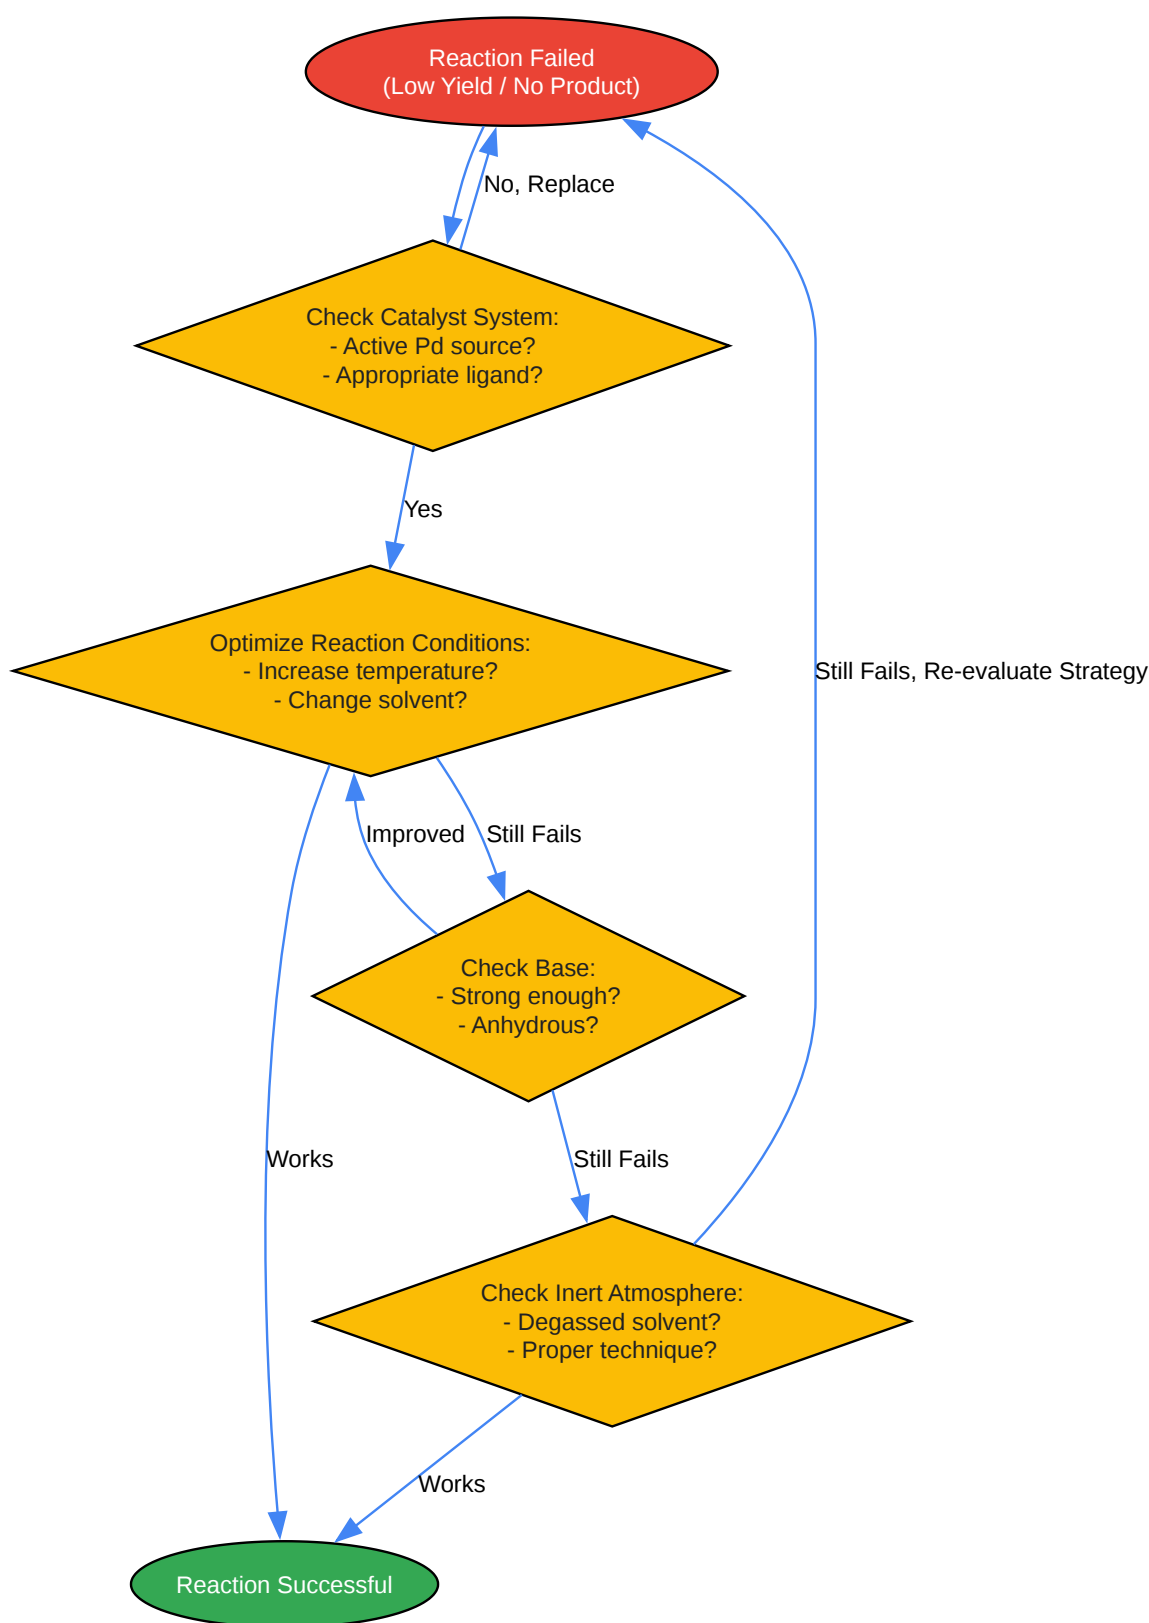 Reaction Failed
(Low Yield / No Product)
No, Replace
Check Catalyst System:
- Active Pd source?
- Appropriate ligand?
Yes
Optimize Reaction Conditions:
- Increase temperature?
- Change solvent?
Still Fails, Re-evaluate Strategy
Improved
Still Fails
Check Base:
- Strong enough?
- Anhydrous?
Works
Still Fails
Check Inert Atmosphere:
- Degassed solvent?
- Proper technique?
Works
Reaction Successful